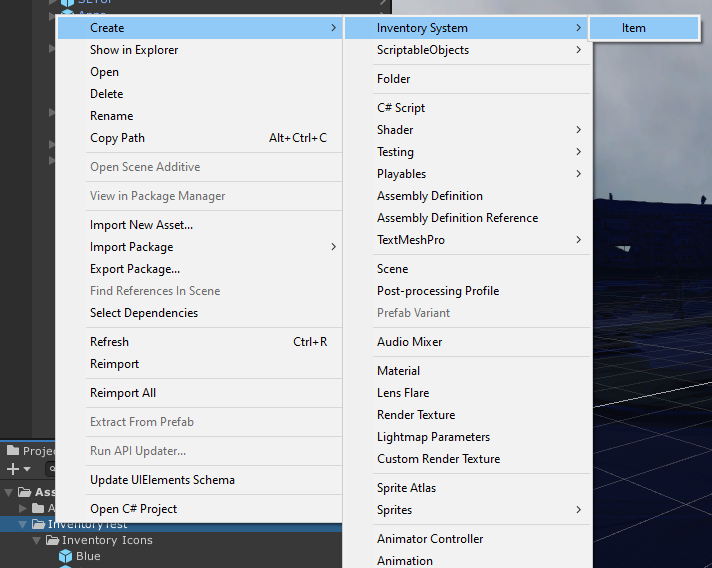 Create
Show in Explorer
Open
Delete
Rename
Copy Path Alt+Ctrl+C
Open Scene Additive
View in Package Manager
Import New Asset...
Import Package
Export Package...
Find References In Scene
Select Dependencies
Refresh Ctrl+R
Reimport
Reimport All
Extract From Prefab
Run API Updater...
Update UIElements Schema
Open C# Project
Inventory System
ScriptableObjects
Folder
C# Script
Shader
Testing
Playables
Assembly Definition
Assembly Definition Reference
TextMeshPro
Scene
Post-processing Profile
Prefab Variant
Audio Mixer
Material
Lens Flare
Render Texture
Lightmap Parameters
Custom Render Texture
Sprite Atlas
Sprites
Animator Controller
Animation
Item
InventoryTest
Inventory Icons
Blue